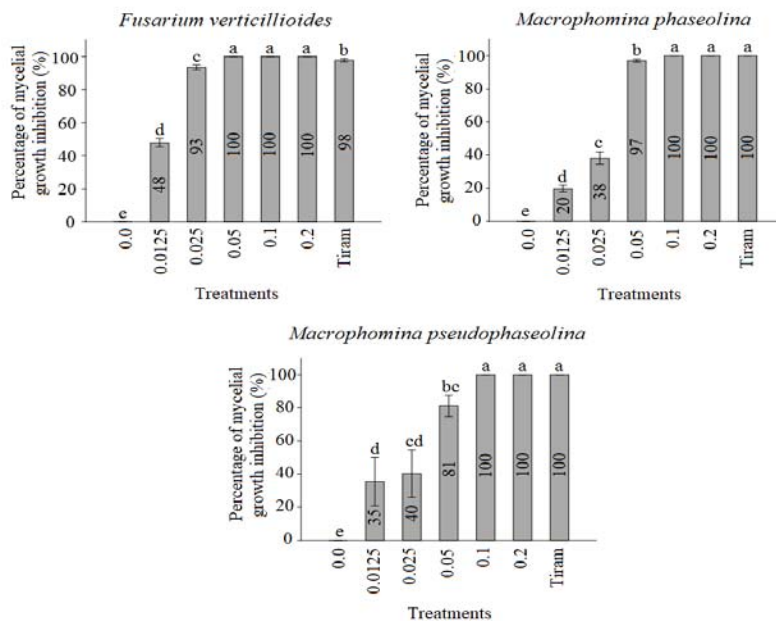 Fusarium verticillioides
Percentage of mycelial
growth inhibition (%)
100
80
60
40
20
0
e
d
c
a
a
a
b
48
93
100
100
100
98
0.0
0.0125
0.025
0.05
0.1
0.2
Tiram
Treatments
Macrophomina phaseolina
Percentage of mycelial
growth inhibition (%)
100
80
60
40
20
0
e
d
c
b
a
a
a
20
38
97
100
100
100
0.0
0.0125
0.025
0.05
0.1
0.2
Tiram
Treatments
Macrophomina pseudophaseolina
Percentage of mycelial
growth inhibition (%)
100
80
60
40
20
0
e
d
cd
bc
a
a
a
35
40
81
100
100
100
0.0
0.0125
0.025
0.05
0.1
0.2
Tiram
Treatments